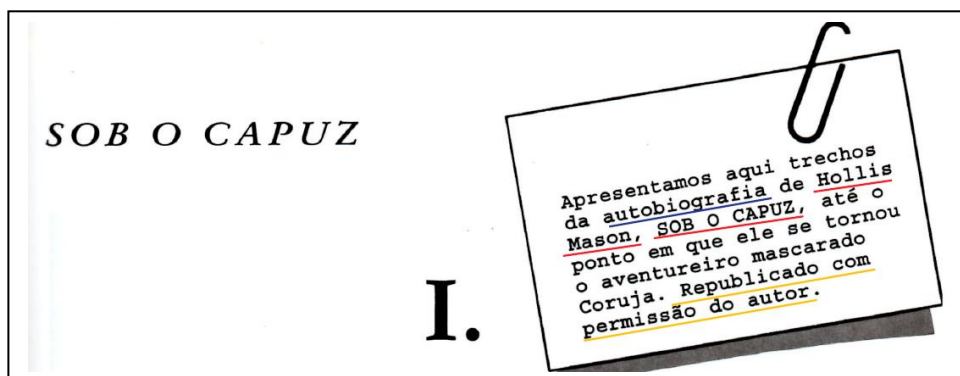 SOB O CAPUZ
I.
Apresentamos aqui trechos
da autobiografia de Hollis
Mason, SOB O CAPUZ, até o
ponto em que ele se tornou
o aventureiro mascarado
Coruja. Republicado com
permissão do autor.